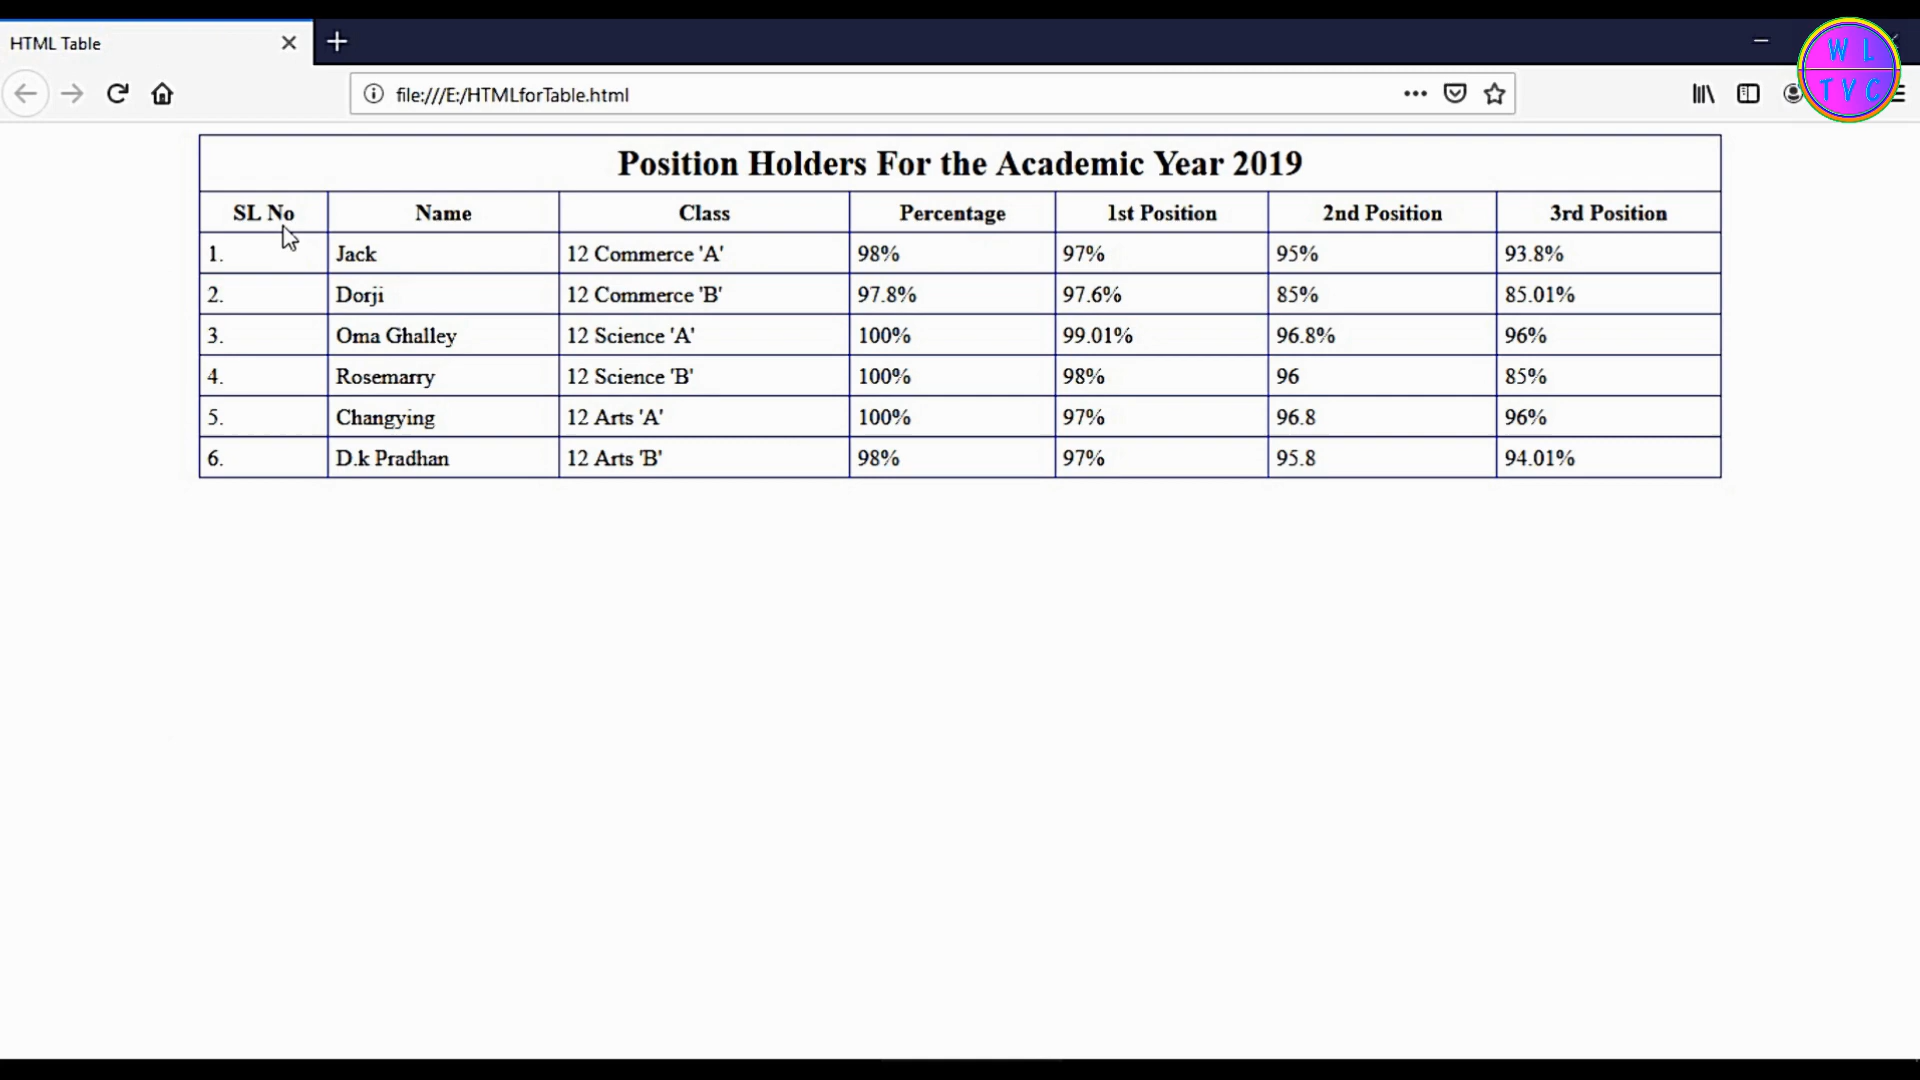 HTML Table
file:///E:/HTMLforTable.html
W L
T V C
Position Holders For the Academic Year 2019
SL No Name Class Percentage 1st Position 2nd Position 3rd Position
1. Jack 12 Commerce 'A' 98% 97% 95% 93.8%
2. Dorji 12 Commerce 'B' 97.8% 97.6% 85% 85.01%
3. Oma Ghalley 12 Science 'A' 100% 99.01% 96.8% 96%
4. Rosemarry 12 Science 'B' 100% 98% 96 85%
5. Changying 12 Arts 'A' 100% 97% 96.8 96%
6. D.k Pradhan 12 Arts 'B' 98% 97% 95.8 94.01%